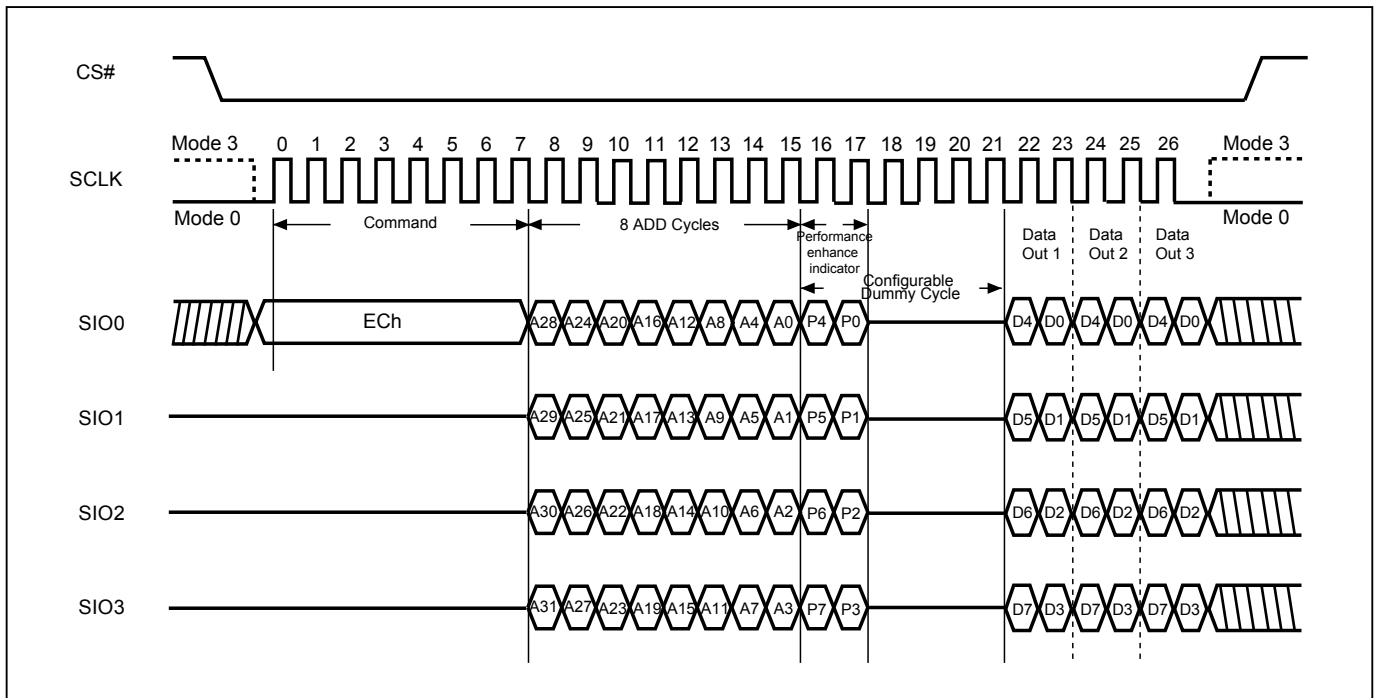 CS#
Mode 3 0 1 2 3 4 5 6 7 8 9 10 11 12 13 14 15 16 17 18 19 20 21 22 23 24 25 26 Mode 3
SCLK
Mode 0 Mode 0
Command 8 ADD Cycles
Performance
enhance
indicator
Data
Out 1
Data
Out 2
Data
Out 3
Configurable
Dummy Cycle
SIO0 ECh A28 A24 A20 A16 A12 A8 A4 A0 P4 P0 D4 D0 D4 D0 D4 D0
SIO1 A29 A25 A21 A17 A13 A9 A5 A1 P5 P1 D5 D1 D5 D1 D5 D1
SIO2 A30 A26 A22 A18 A14 A10 A6 A2 P6 P2 D6 D2 D6 D2 D6 D2
SIO3 A31 A27 A23 A19 A15 A11 A7 A3 P7 P3 D7 D3 D7 D3 D7 D3